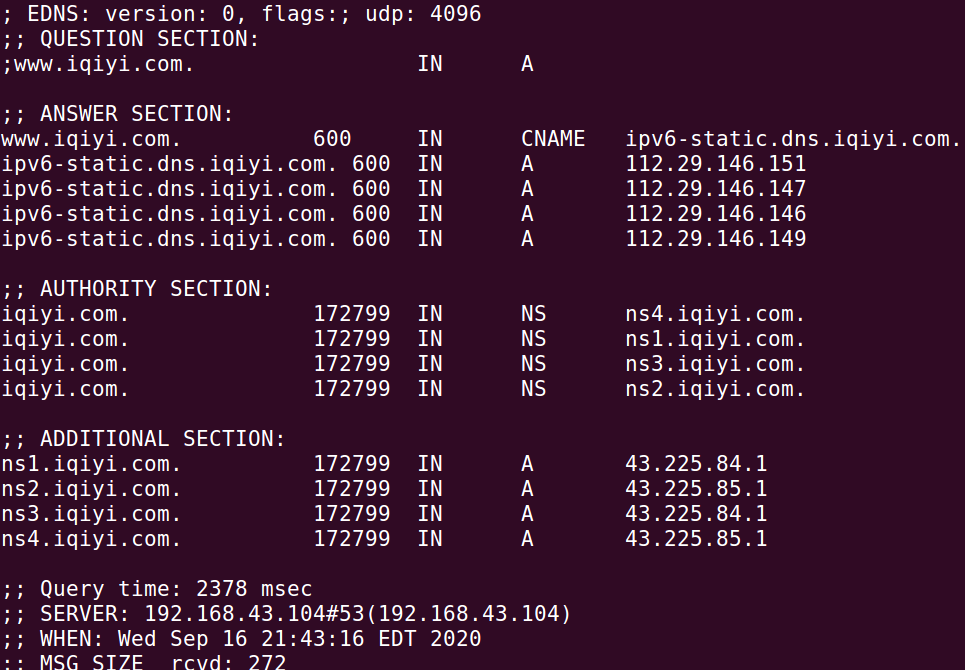 ; EDNS: version: 0, flags:; udp: 4096
;; QUESTION SECTION:
;www.iqiyi.com. IN A
;; ANSWER SECTION:
www.iqiyi.com. 600 IN CNAME ipv6-static.dns.iqiyi.com.
ipv6-static.dns.iqiyi.com. 600 IN A 112.29.146.151
ipv6-static.dns.iqiyi.com. 600 IN A 112.29.146.147
ipv6-static.dns.iqiyi.com. 600 IN A 112.29.146.146
ipv6-static.dns.iqiyi.com. 600 IN A 112.29.146.149
;; AUTHORITY SECTION:
iqiyi.com. 172799 IN NS ns4.iqiyi.com.
iqiyi.com. 172799 IN NS ns1.iqiyi.com.
iqiyi.com. 172799 IN NS ns3.iqiyi.com.
iqiyi.com. 172799 IN NS ns2.iqiyi.com.
;; ADDITIONAL SECTION:
ns1.iqiyi.com. 172799 IN A 43.225.84.1
ns2.iqiyi.com. 172799 IN A 43.225.85.1
ns3.iqiyi.com. 172799 IN A 43.225.84.1
ns4.iqiyi.com. 172799 IN A 43.225.85.1
;; Query time: 2378 msec
;; SERVER: 192.168.43.104#53(192.168.43.104)
;; WHEN: Wed Sep 16 21:43:16 EDT 2020
;; MSG SIZE rcvd: 272